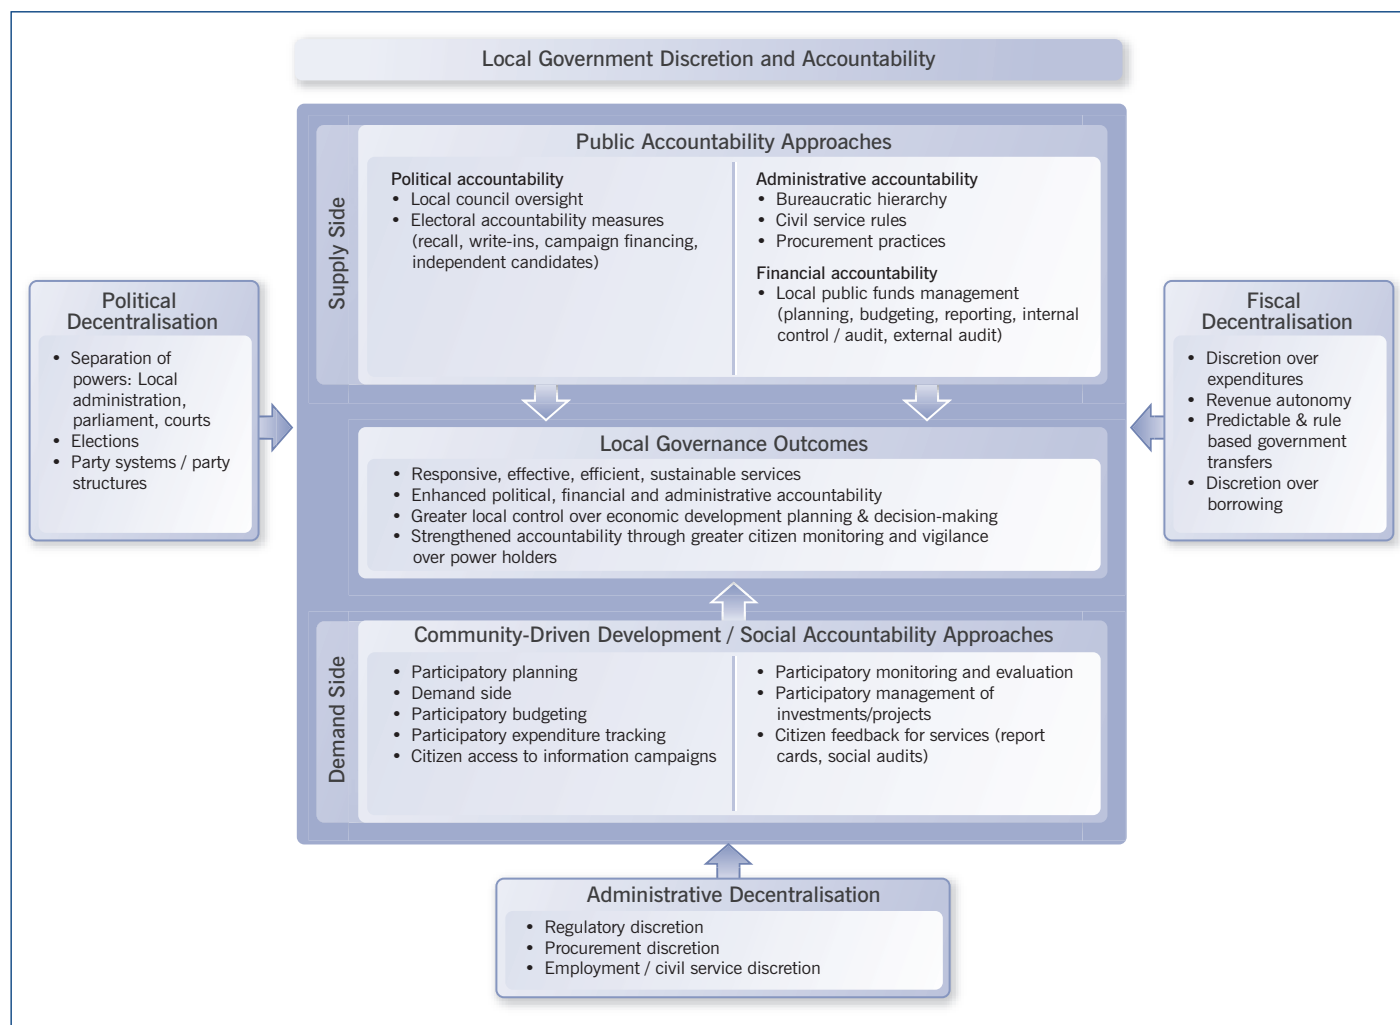 Local Government Discretion and Accountability
Supply Side
Public Accountability Approaches
Political accountability
• Local council oversight
• Electoral accountability measures
(recall, write-ins, campaign financing,
independent candidates)
Administrative accountability
• Bureaucratic hierarchy
• Civil service rules
• Procurement practices
Financial accountability
• Local public funds management
(planning, budgeting, reporting, internal
control / audit, external audit)
Political
Decentralisation
• Separation of
powers: Local
administration,
parliament, courts
• Elections
• Party systems / party
structures
Fiscal
Decentralisation
• Discretion over
expenditures
• Revenue autonomy
• Predictable & rule
based government
transfers
• Discretion over
borrowing
Local Governance Outcomes
• Responsive, effective, efficient, sustainable services
• Enhanced political, financial and administrative accountability
• Greater local control over economic development planning & decision-making
• Strengthened accountability through greater citizen monitoring and vigilance
over power holders
Demand Side
Community-Driven Development / Social Accountability Approaches
• Participatory planning
• Demand side
• Participatory budgeting
• Participatory expenditure tracking
• Citizen access to information campaigns
• Participatory monitoring and evaluation
• Participatory management of
investments/projects
• Citizen feedback for services (report
cards, social audits)
Administrative Decentralisation
• Regulatory discretion
• Procurement discretion
• Employment / civil service discretion